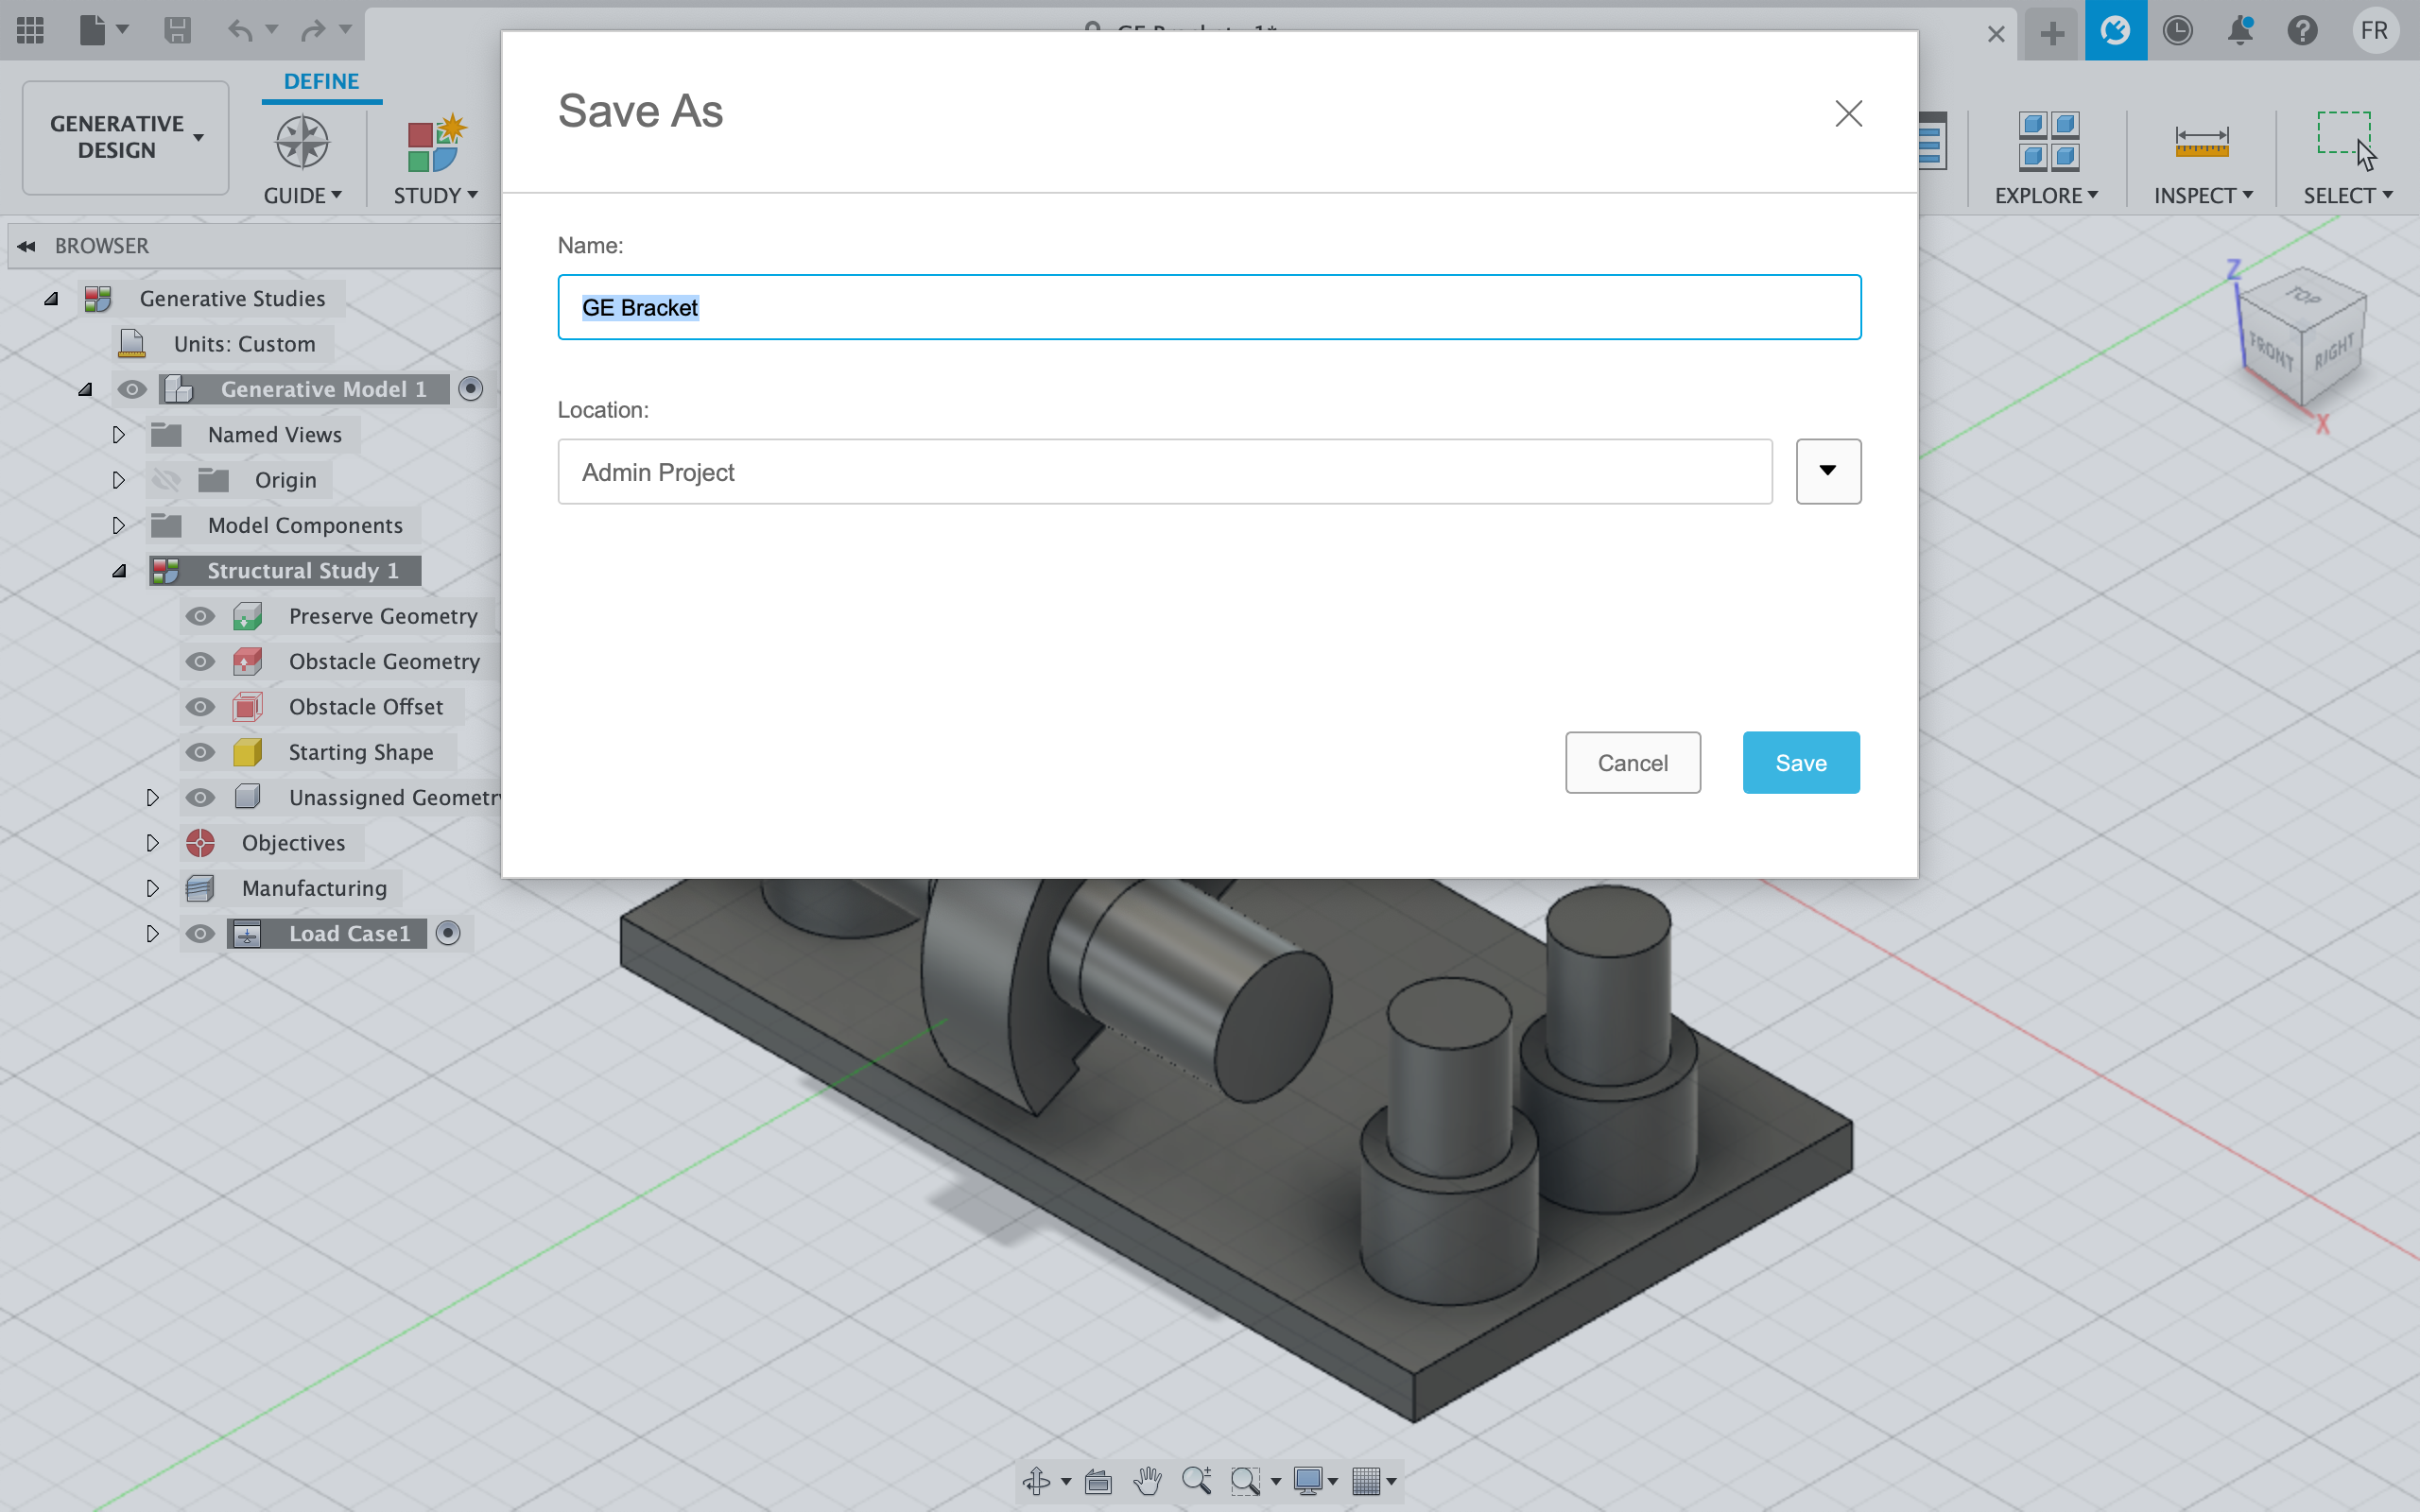 FR
DEFINE
GENERATIVE
DESIGN
GUIDE
STUDY
EXPLORE
INSPECT
SELECT
Save As
BROWSER
Name:
GE Bracket
Location:
Admin Project
Cancel
Save
Generative Studies
Units: Custom
Generative Model 1
Named Views
Origin
Model Components
Structural Study 1
Preserve Geometry
Obstacle Geometry
Obstacle Offset
Starting Shape
Unassigned Geometr
Objectives
Manufacturing
Load Case1
Z
TOP
FRONT
RIGHT
X